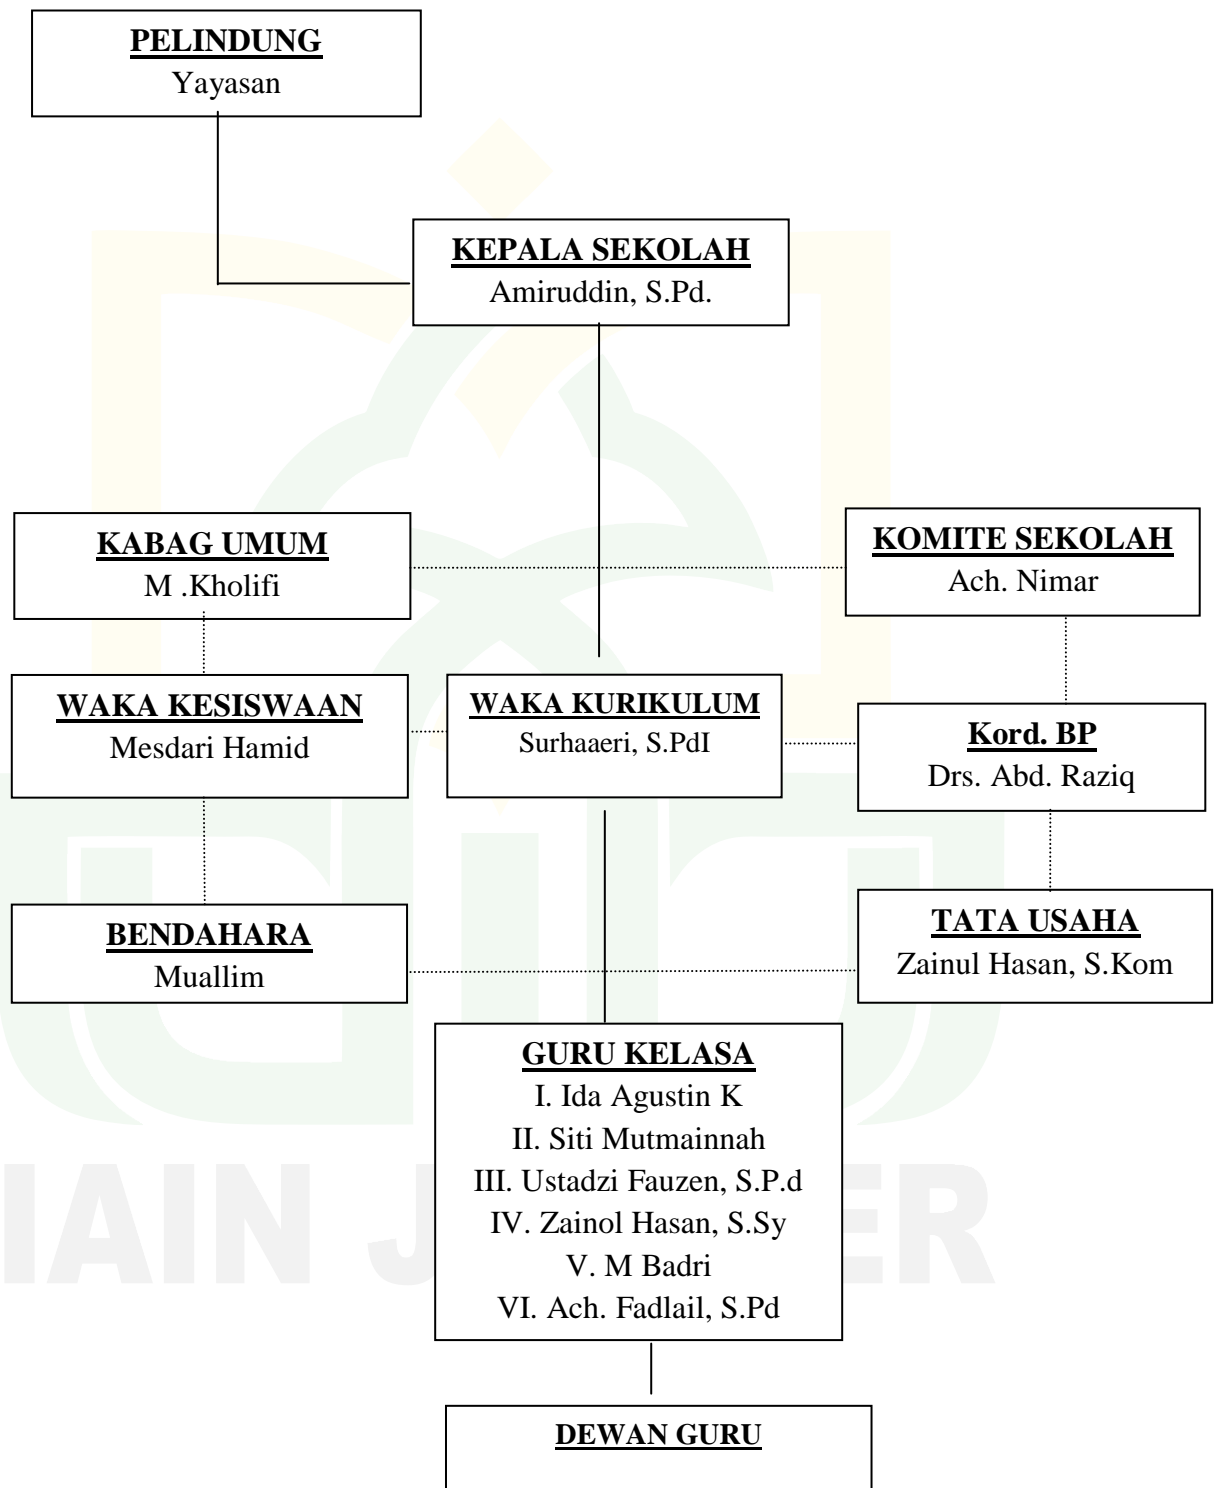 PELINDUNG
Yayasan
KEPALA SEKOLAH
Amiruddin, S.Pd.
KABAG UMUM
M .Kholifi
KOMITE SEKOLAH
Ach. Nimar
WAKA KESISWAAN
Mesdari Hamid
WAKA KURIKULUM
Surhaaeri, S.PdI
Kord. BP
Drs. Abd. Raziq
BENDAHARA
Muallim
TATA USAHA
Zainul Hasan, S.Kom
GURU KELASA
I. Ida Agustin K
II. Siti Mutmainnah
III. Ustadzi Fauzen, S.P.d
IV. Zainol Hasan, S.Sy
V. M Badri
VI. Ach. Fadlail, S.Pd
IAIN J ER
DEWAN GURU